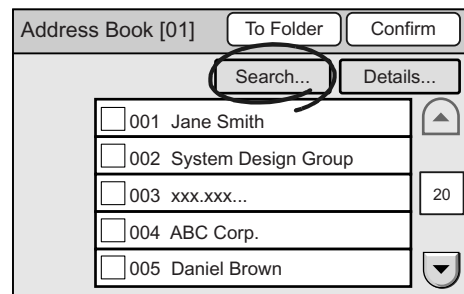 Address Book [01] To Folder Confirm
Search... Details...
001 Jane Smith
002 System Design Group
003 xxx.xxx...
20
004 ABC Corp.
005 Daniel Brown